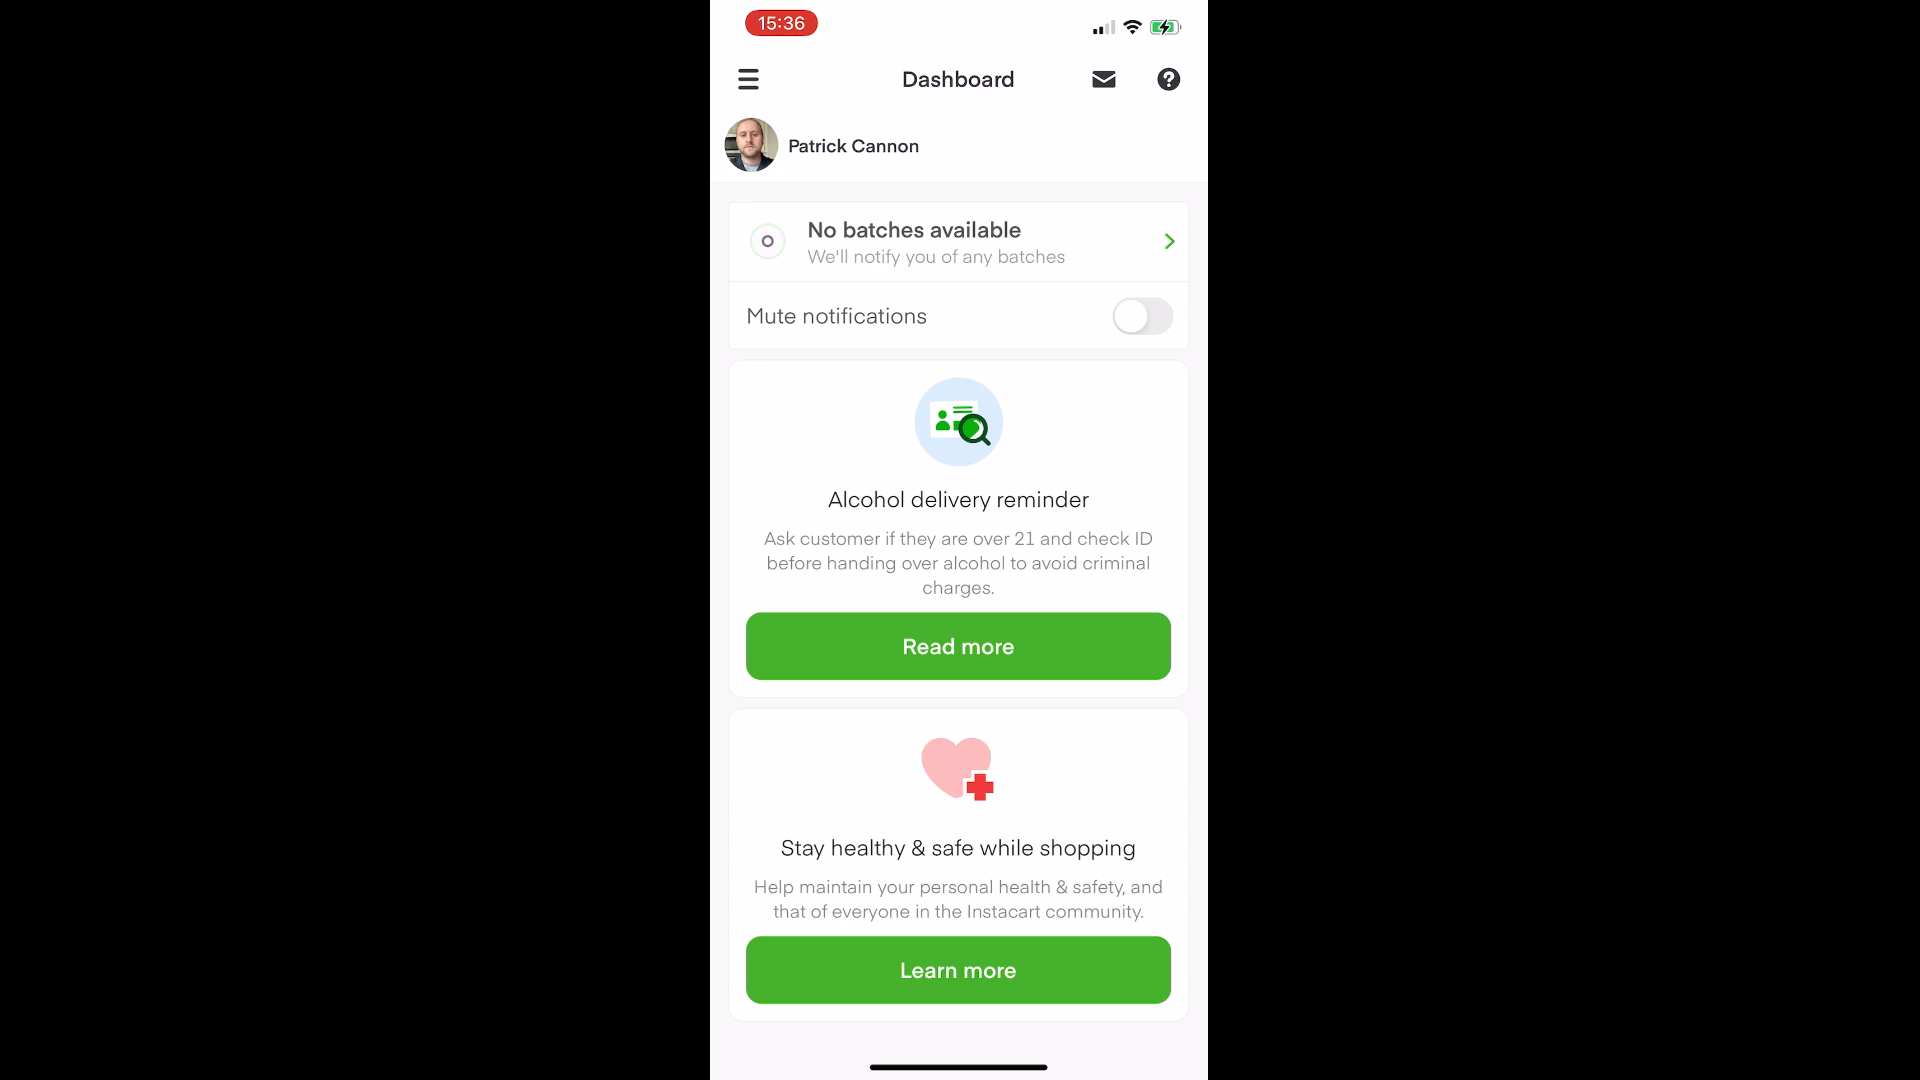 15:36
Dashboard
Patrick Cannon
No batches available
We'll notify you of any batches
Mute notifications
Alcohol delivery reminder
Ask customer if they are over 21 and check ID
before handing over alcohol to avoid criminal
charges.
Read more
Stay healthy & safe while shopping
Help maintain your personal health & safety, and
that of everyone in the Instacart community.
Learn more